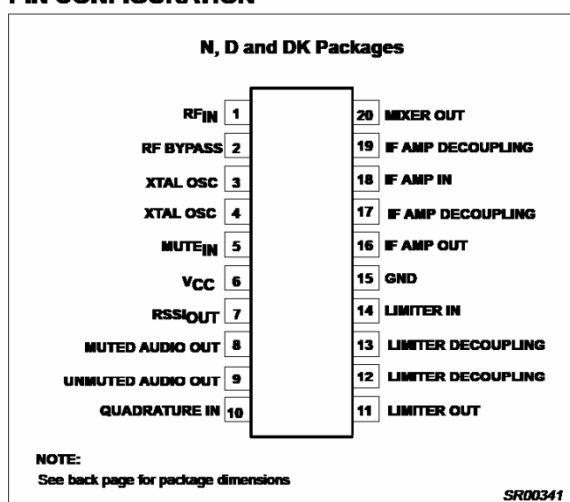 PIN CONFIGURATION
N, D and DK Packages
RFIN 1
RF BYPASS 2
XTAL OSC 3
XTAL OSC 4
MUTEIN 5
VCC 6
RSSIOUT 7
MUTED AUDIO OUT 8
UNMUTED AUDIO OUT 9
QUADRATURE IN 10
20 MIXER OUT
19 IF AMP DECOUPLING
18 IF AMP IN
17 IF AMP DECOUPLING
16 IF AMP OUT
15 GND
14 LIMITER IN
13 LIMITER DECOUPLING
12 LIMITER DECOUPLING
11 LIMITER OUT
NOTE:
See back page for package dimensions
SR00341